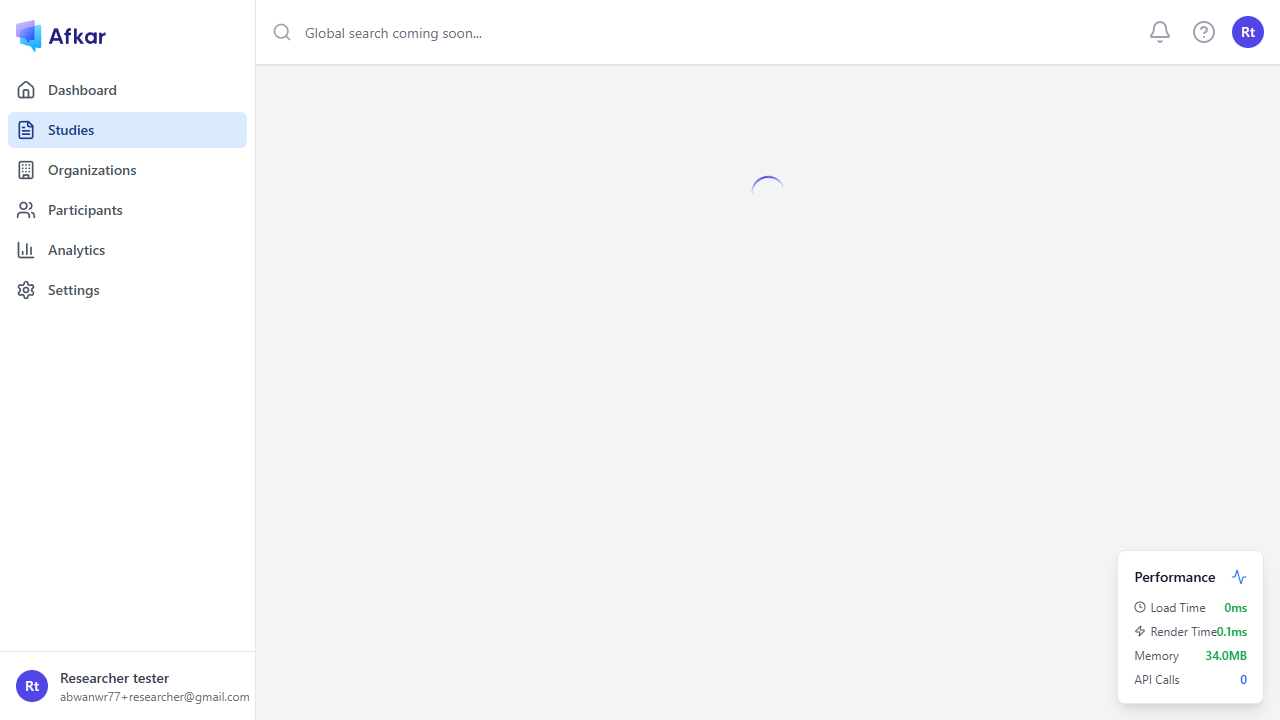 Afkar
Dashboard
Studies
Organizations
Participants
Analytics
Settings
Rt
Researcher tester
abwanwr77+researcher@gmail.com
Global search coming soon...
Rt
Performance
Load Time 0ms
Render Time 0.1ms
Memory 34.0MB
API Calls 0